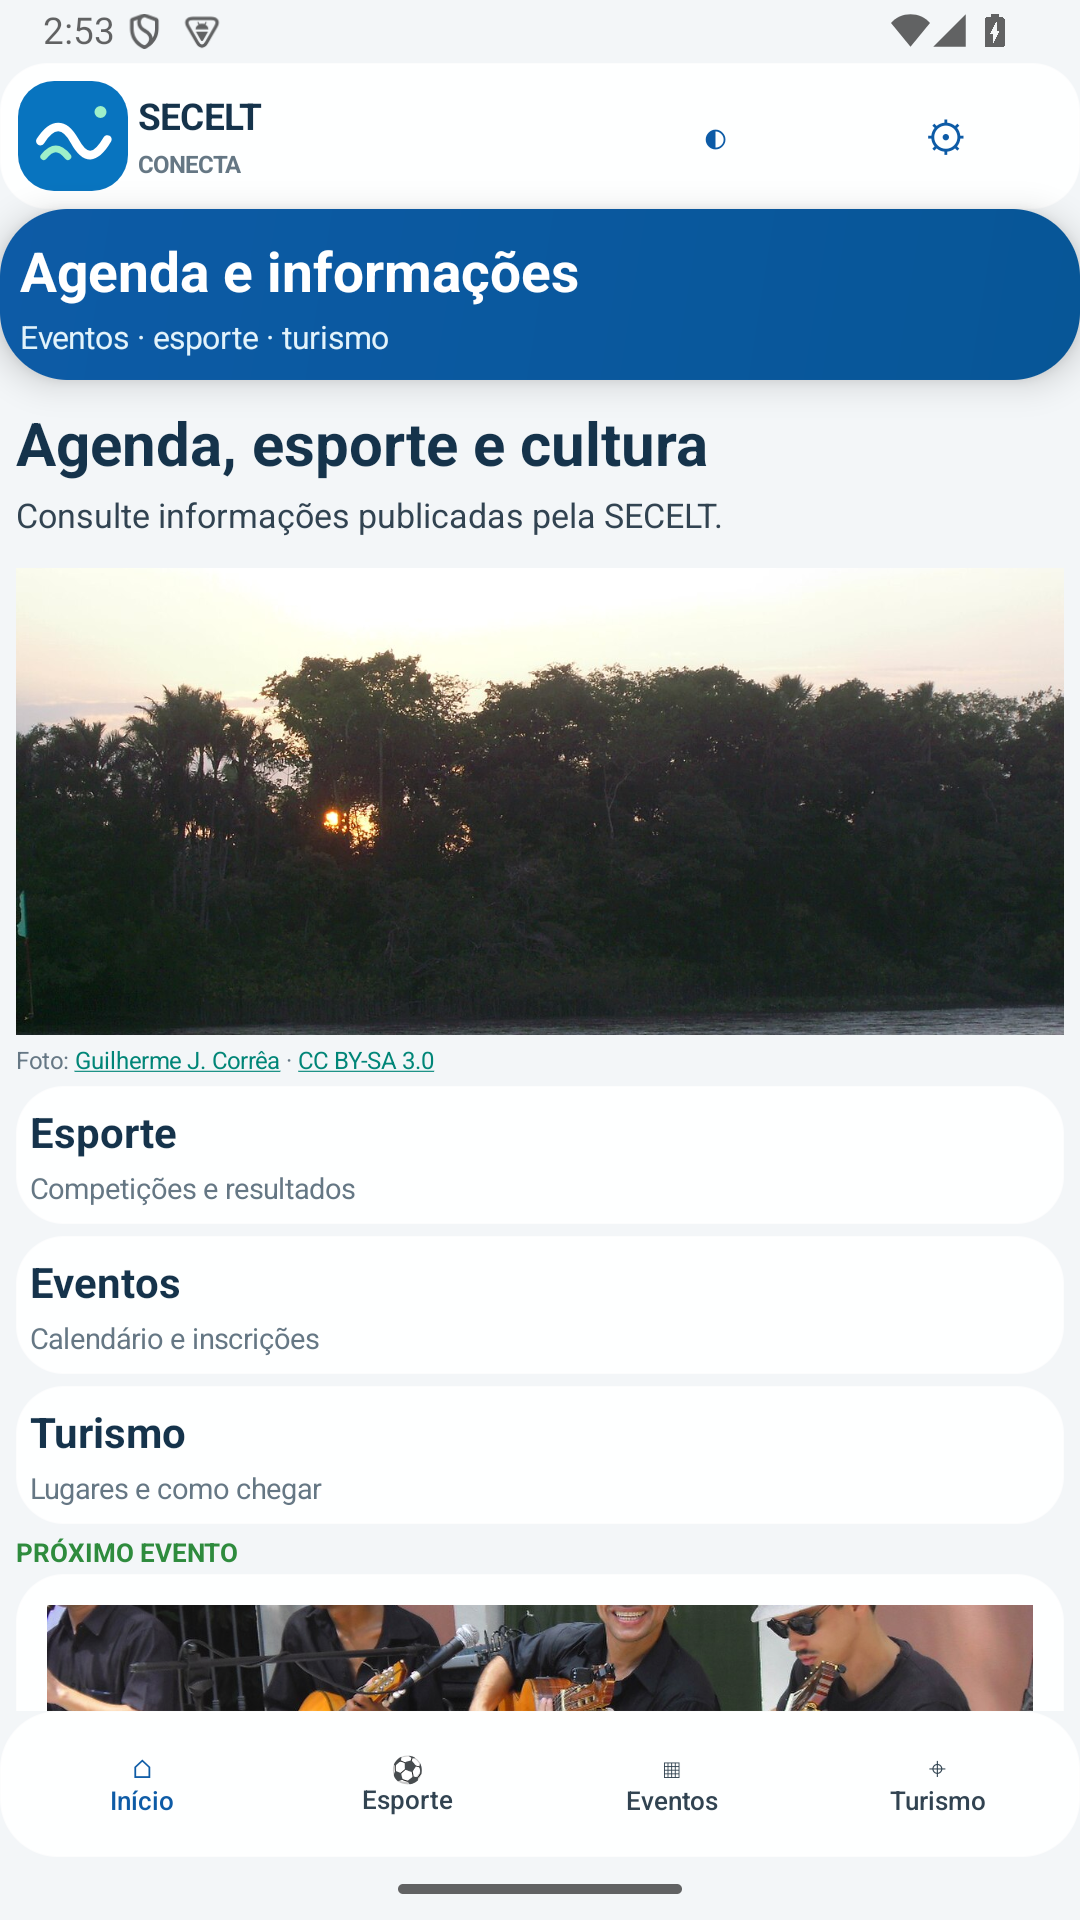 2:53
SECELT
CONECTA
Agenda e informações
Eventos · esporte · turismo
Agenda, esporte e cultura
Consulte informações publicadas pela SECELT.
Foto: Guilherme J. Corrêa · CC BY-SA 3.0
Esporte
Competições e resultados
Eventos
Calendário e inscrições
Turismo
Lugares e como chegar
PRÓXIMO EVENTO
Início
Esporte
Eventos
Turismo